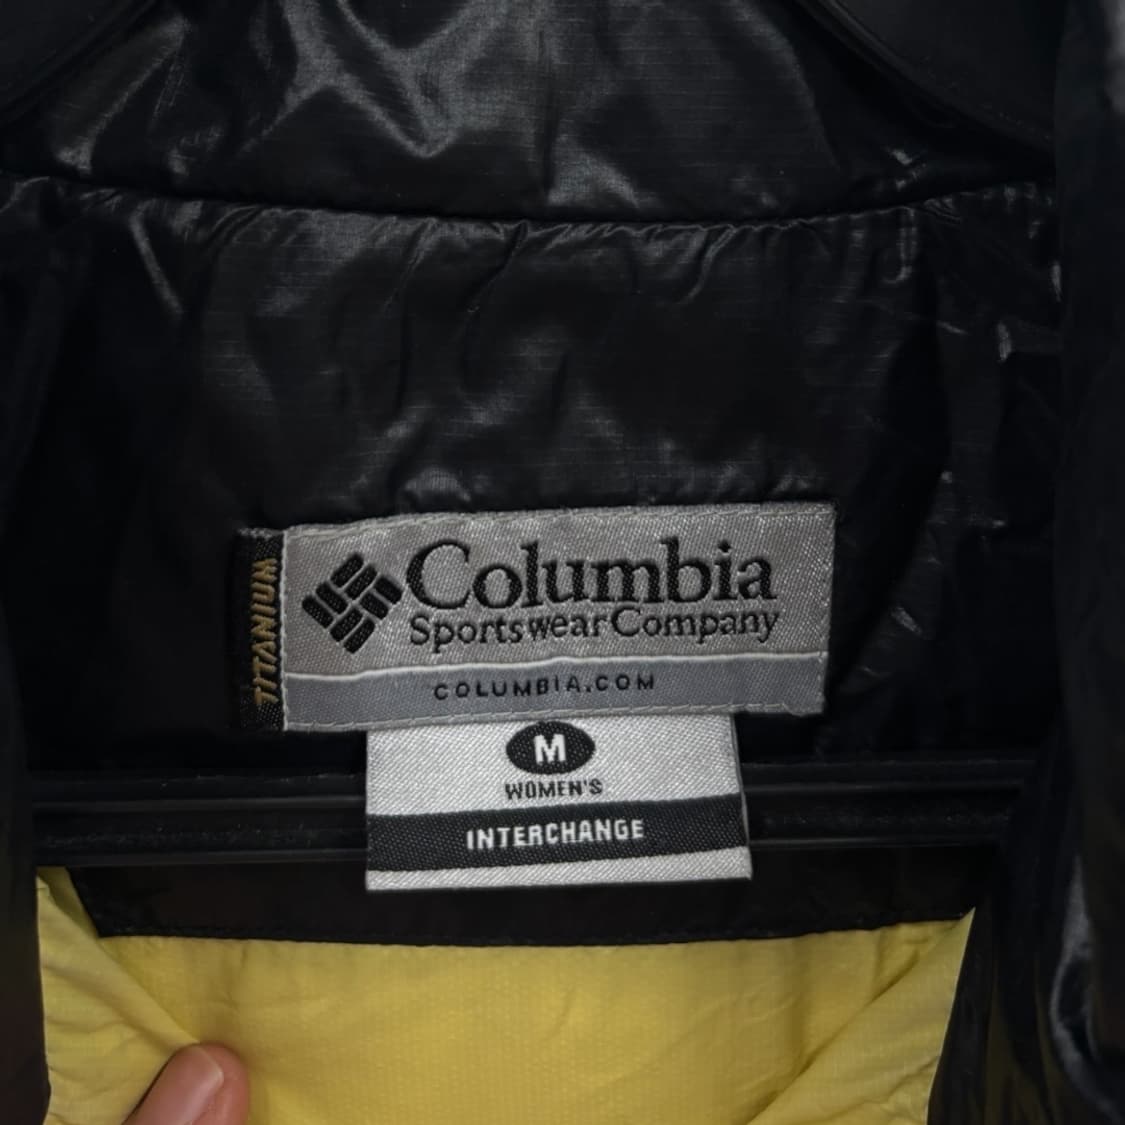 TITANIUM
Columbia
Sportswear Company
COLUMBIA.COM
M
WOMEN'S
INTERCHANGE